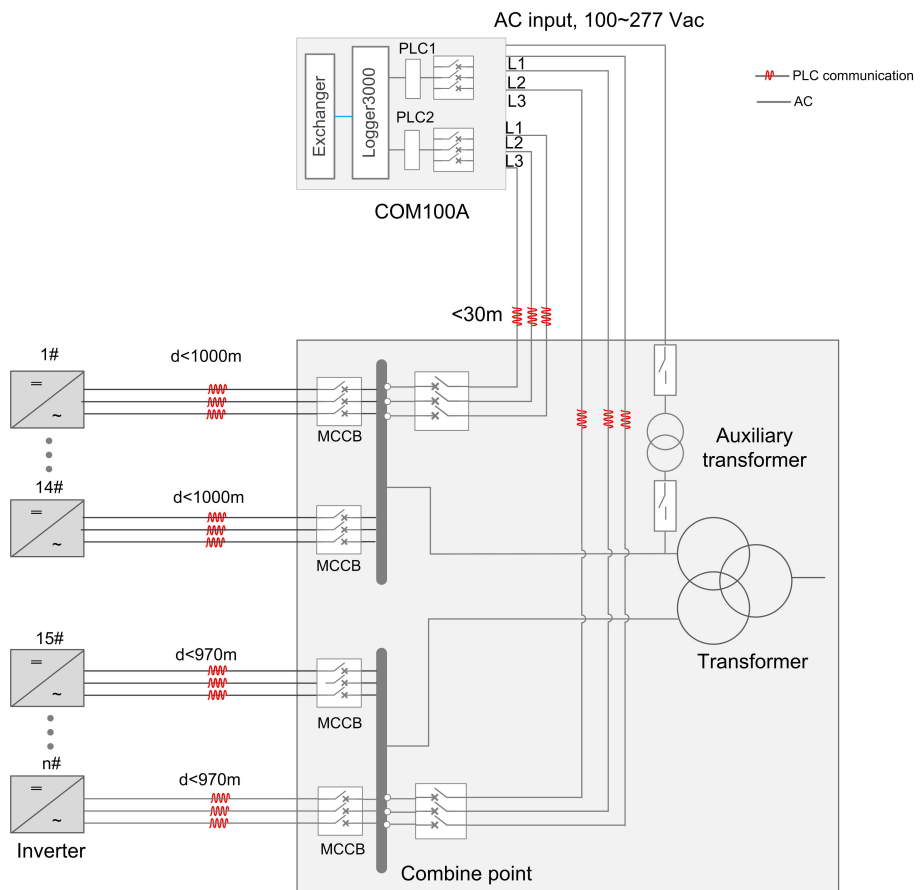 AC input, 100~277 Vac
PLC1
L1
L2
L3
Exchanger
Logger3000
PLC2
L1
L2
L3
COM100A
PLC communication
AC
<30m
1#
d<1000m
MCCB
14#
d<1000m
MCCB
Auxiliary
transformer
15#
d<970m
MCCB
Transformer
n#
d<970m
MCCB
Inverter
Combine point